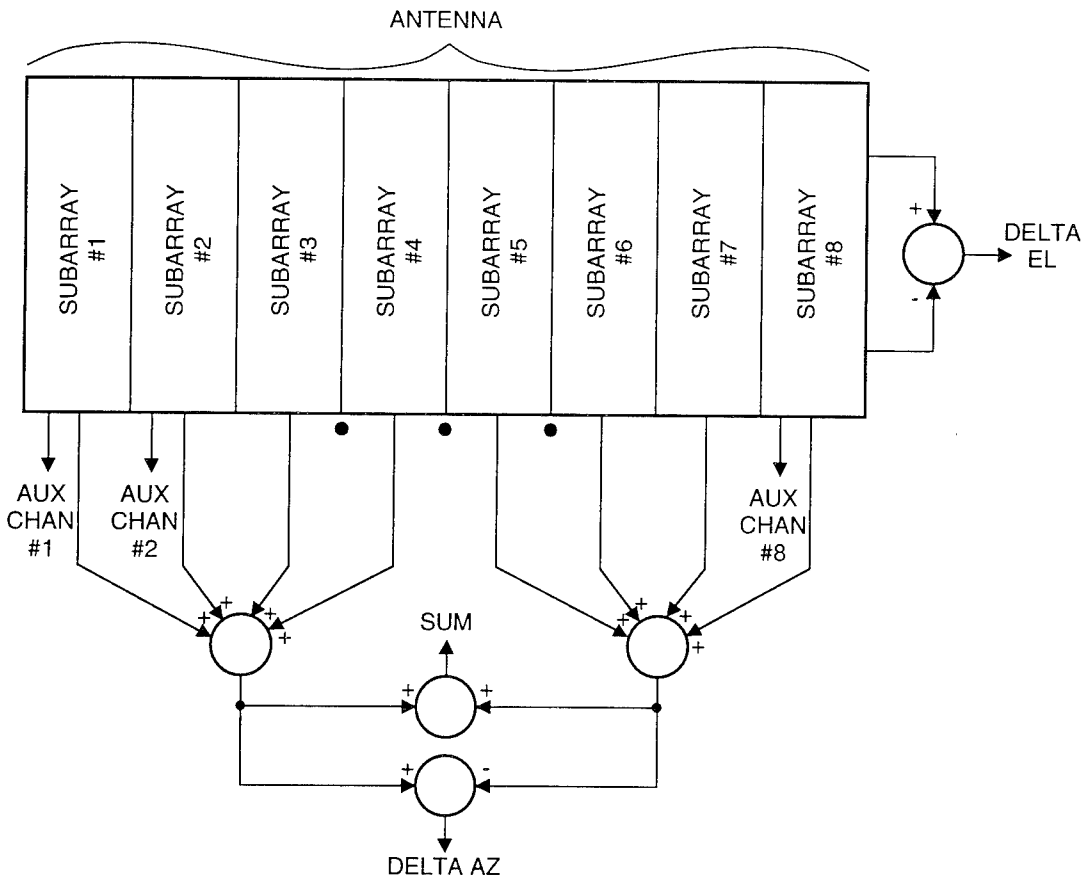 ANTENNA
SUBARRAY
#1
SUBARRAY
#2
SUBARRAY
#3
SUBARRAY
#4
SUBARRAY
#5
SUBARRAY
#6
SUBARRAY
#7
SUBARRAY
#8
+
-
DELTA
EL
AUX
CHAN
#1
AUX
CHAN
#2
AUX
CHAN
#8
+ + + +
+ + + +
SUM
+ +
+ -
DELTA AZ